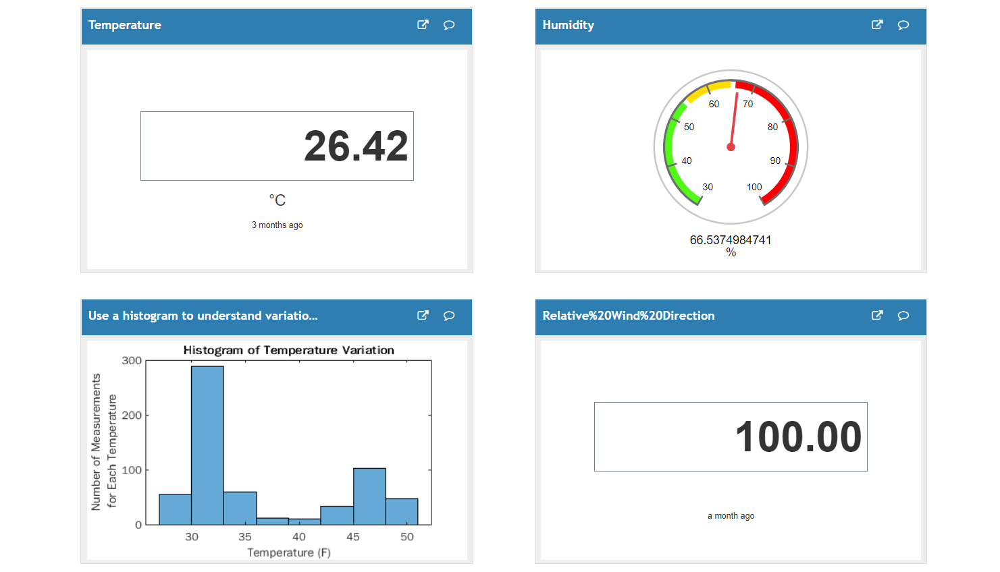 Temperature
26.42
°C
3 months ago
Humidity
30
40
50
60
70
80
90
100
66.5374984741
%
Use a histogram to understand variatio...
Histogram of Temperature Variation
Number of Measurements
for Each Temperature
300
200
100
0
30 35 40 45 50
Temperature (F)
Relative%20Wind%20Direction
100.00
a month ago